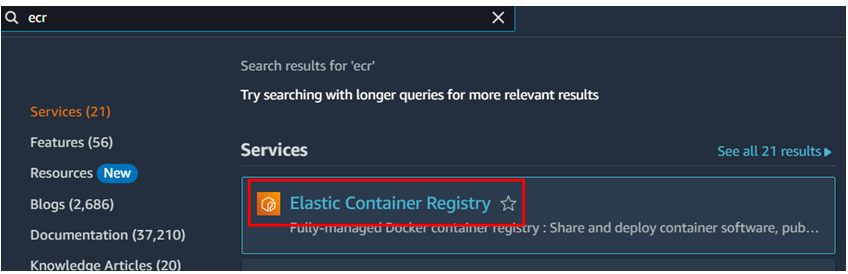 ecr
Search results for 'ecr'
Try searching with longer queries for more relevant results
Services (21)
Features (56)
Resources New
Blogs (2,686)
Documentation (37,210)
Knowledge Articles (20)
Services
See all 21 results
Elastic Container Registry
Fully-managed Docker container registry : Share and deploy container software, pub...